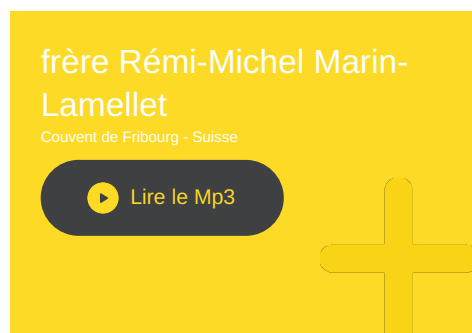 frère Rémi-Michel Marin-
Lamellet
Couvent de Fribourg - Suisse
Lire le Mp3